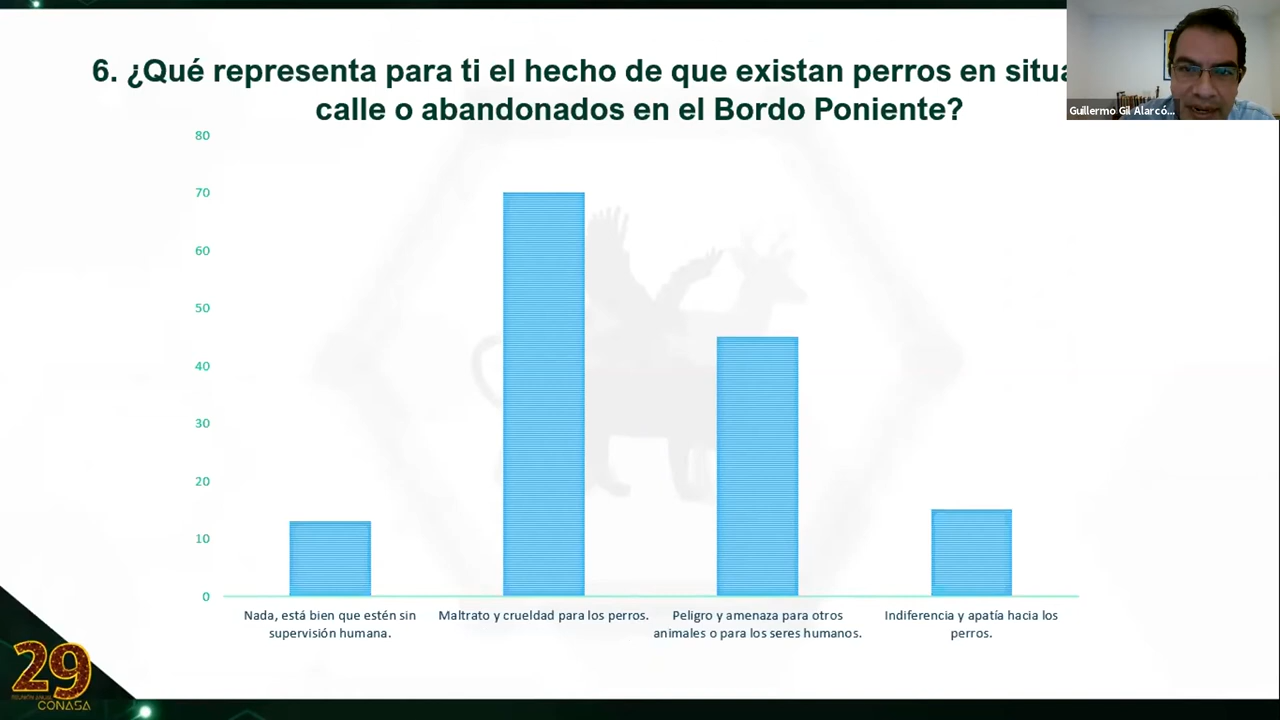 6. ¿Qué representa para ti el hecho de que existan perros en situa
calle o abandonados en el Bordo Poniente?
Guillermo Gil Alarcó...
80
70
60
50
40
30
20
10
0
Nada, está bien que estén sin
supervisión humana.
Maltrato y crueldad para los perros.
Peligro y amenaza para otros
animales o para los seres humanos.
Indiferencia y apatía hacia los
perros.
29
REUNIÓN ANUAL
CONASA